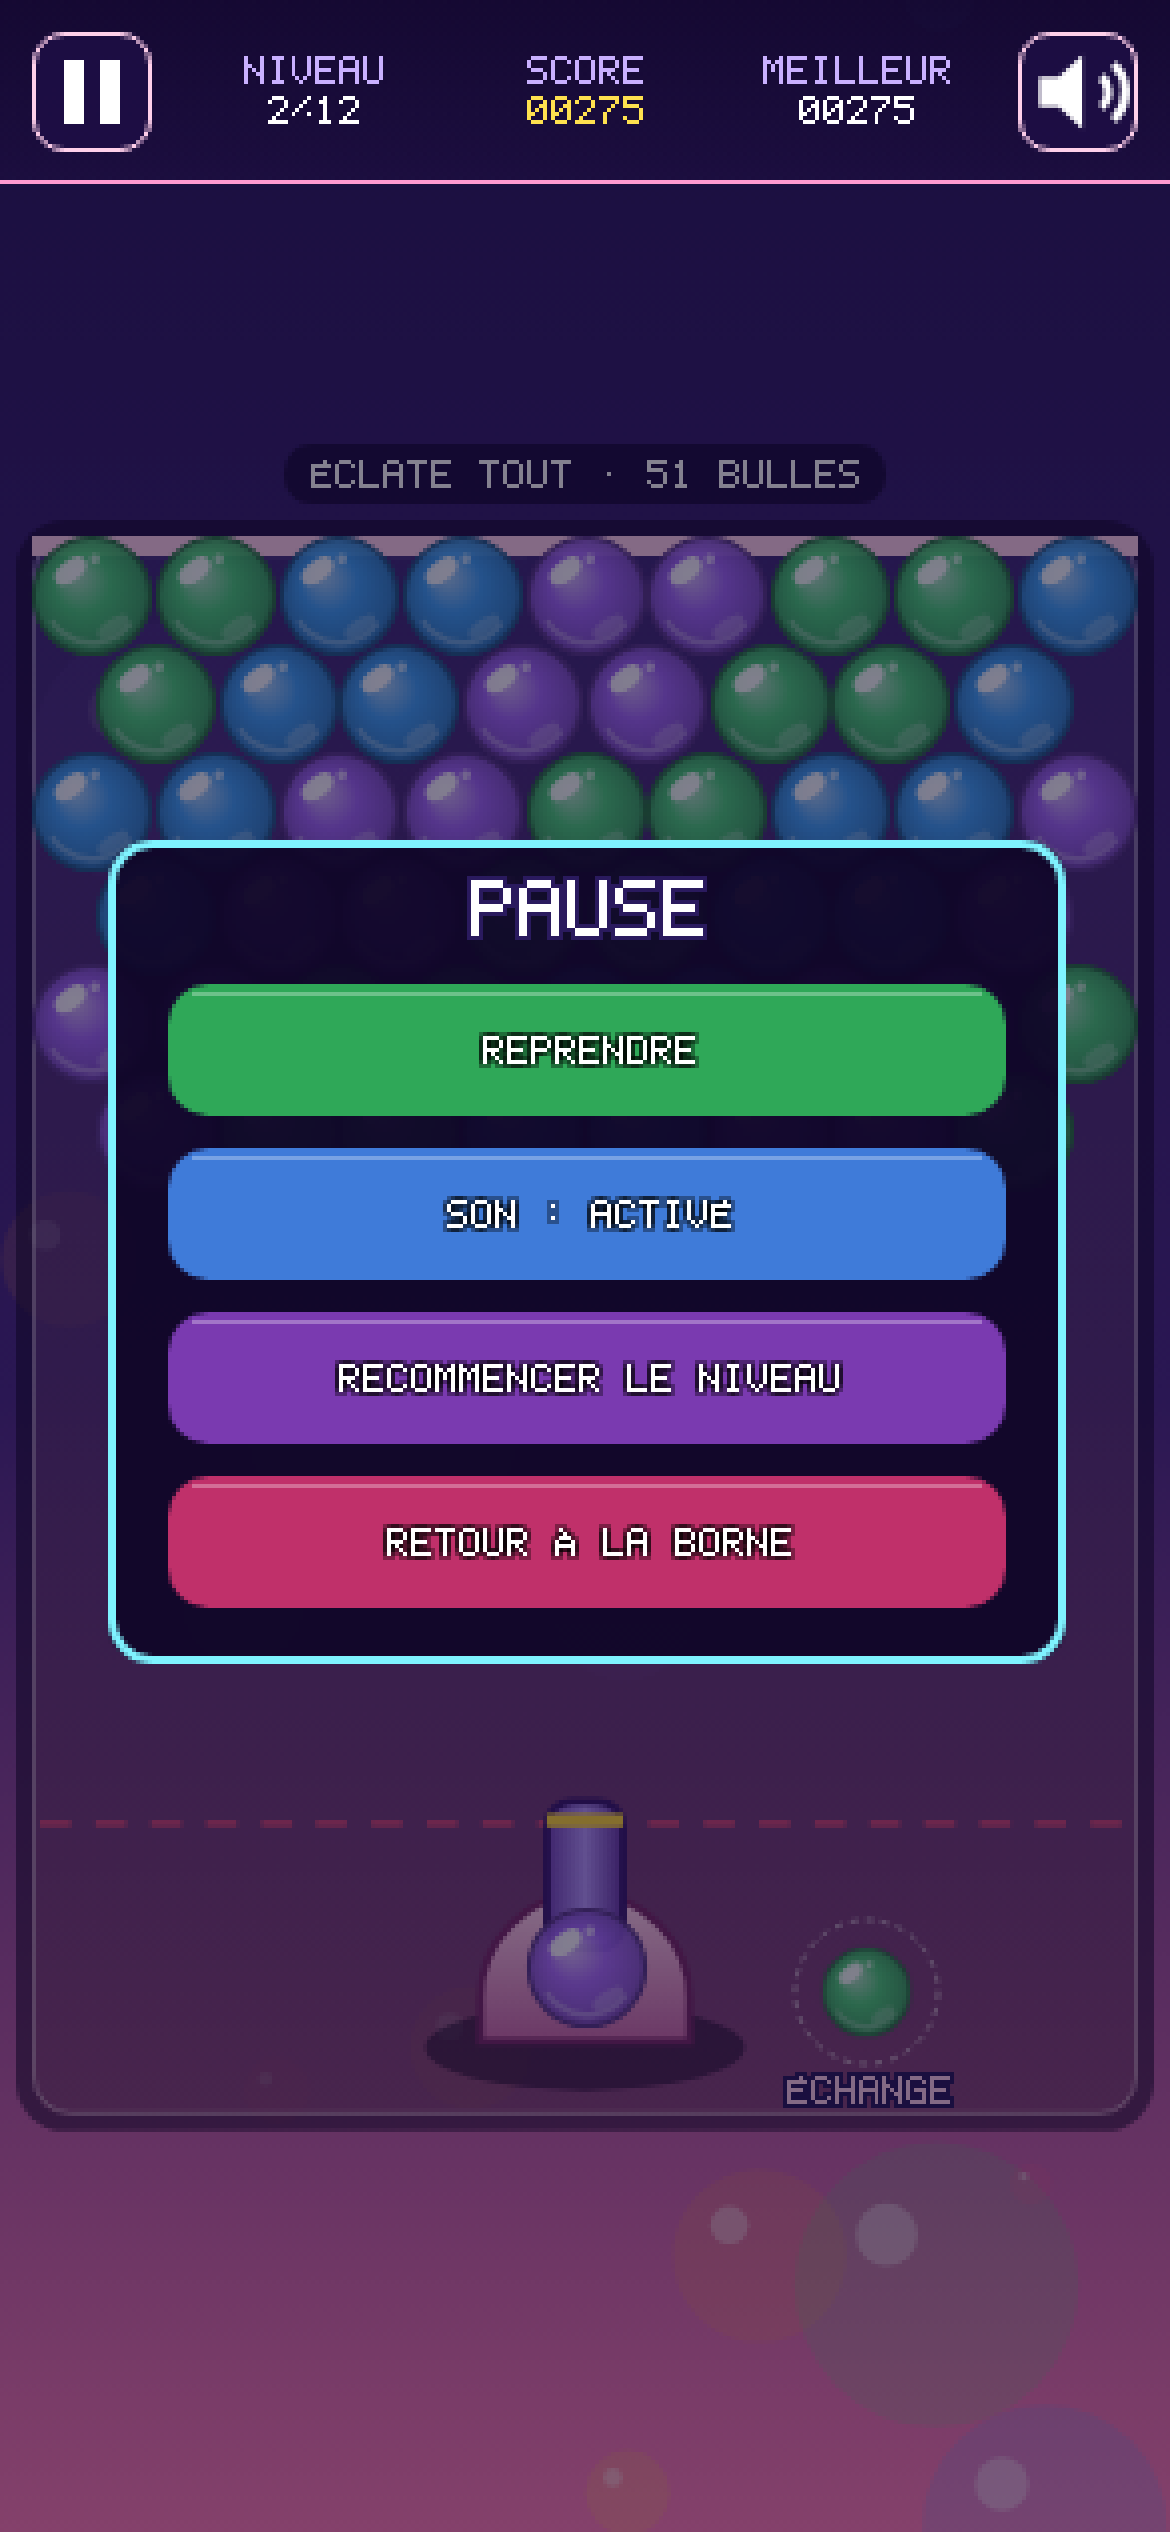 NIVEAU
2/12
SCORE
00275
MEILLEUR
00275
ÉCLATE TOUT · 51 BULLES
PAUSE
REPRENDRE
SON : ACTIVÉ
RECOMMENCER LE NIVEAU
RETOUR À LA BORNE
ÉCHANGE